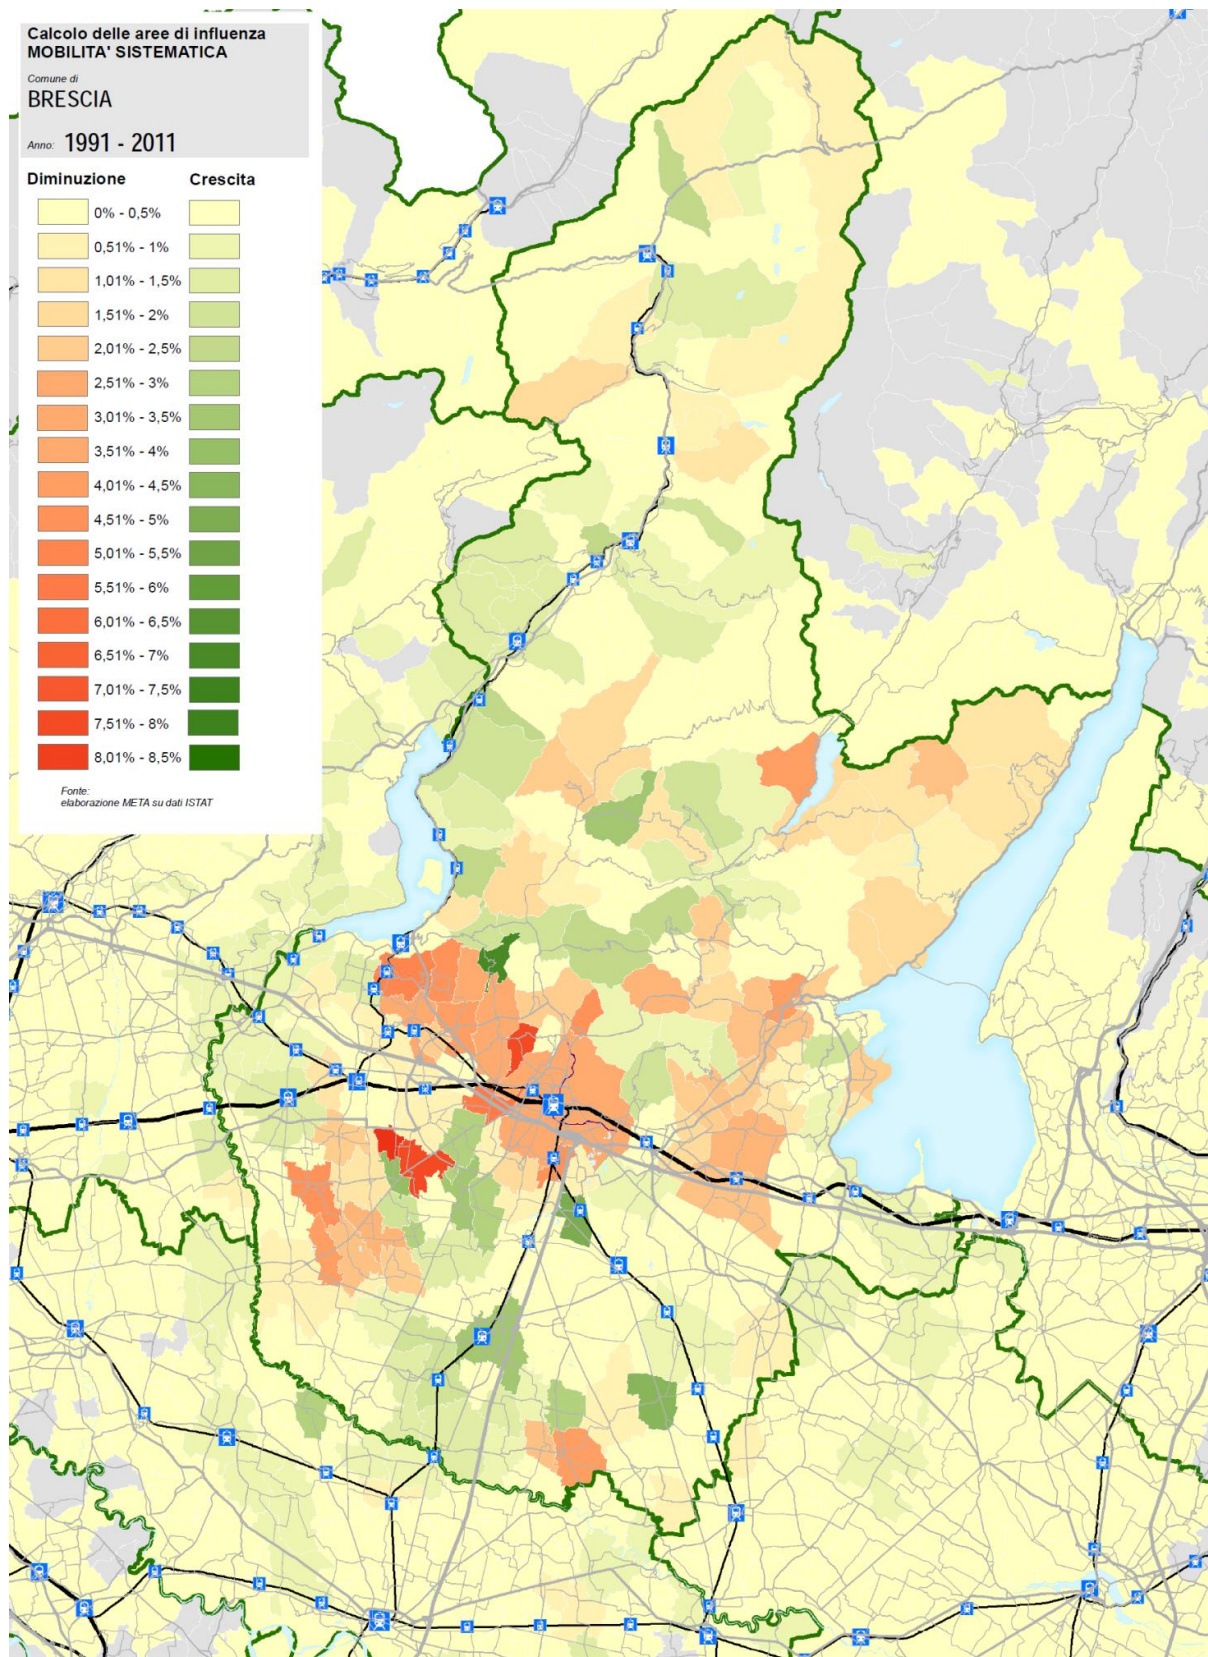 Calcolo delle aree di influenza
MOBILITA' SISTEMATICA
Comune di
BRESCIA
Anno: 1991 - 2011
Diminuzione Crescita
0% - 0,5%
0,51% - 1%
1,01% - 1,5%
1,51% - 2%
2,01% - 2,5%
2,51% - 3%
3,01% - 3,5%
3,51% - 4%
4,01% - 4,5%
4,51% - 5%
5,01% - 5,5%
5,51% - 6%
6,01% - 6,5%
6,51% - 7%
7,01% - 7,5%
7,51% - 8%
8,01% - 8,5%
Fonte:
elaborazione META su dati ISTAT